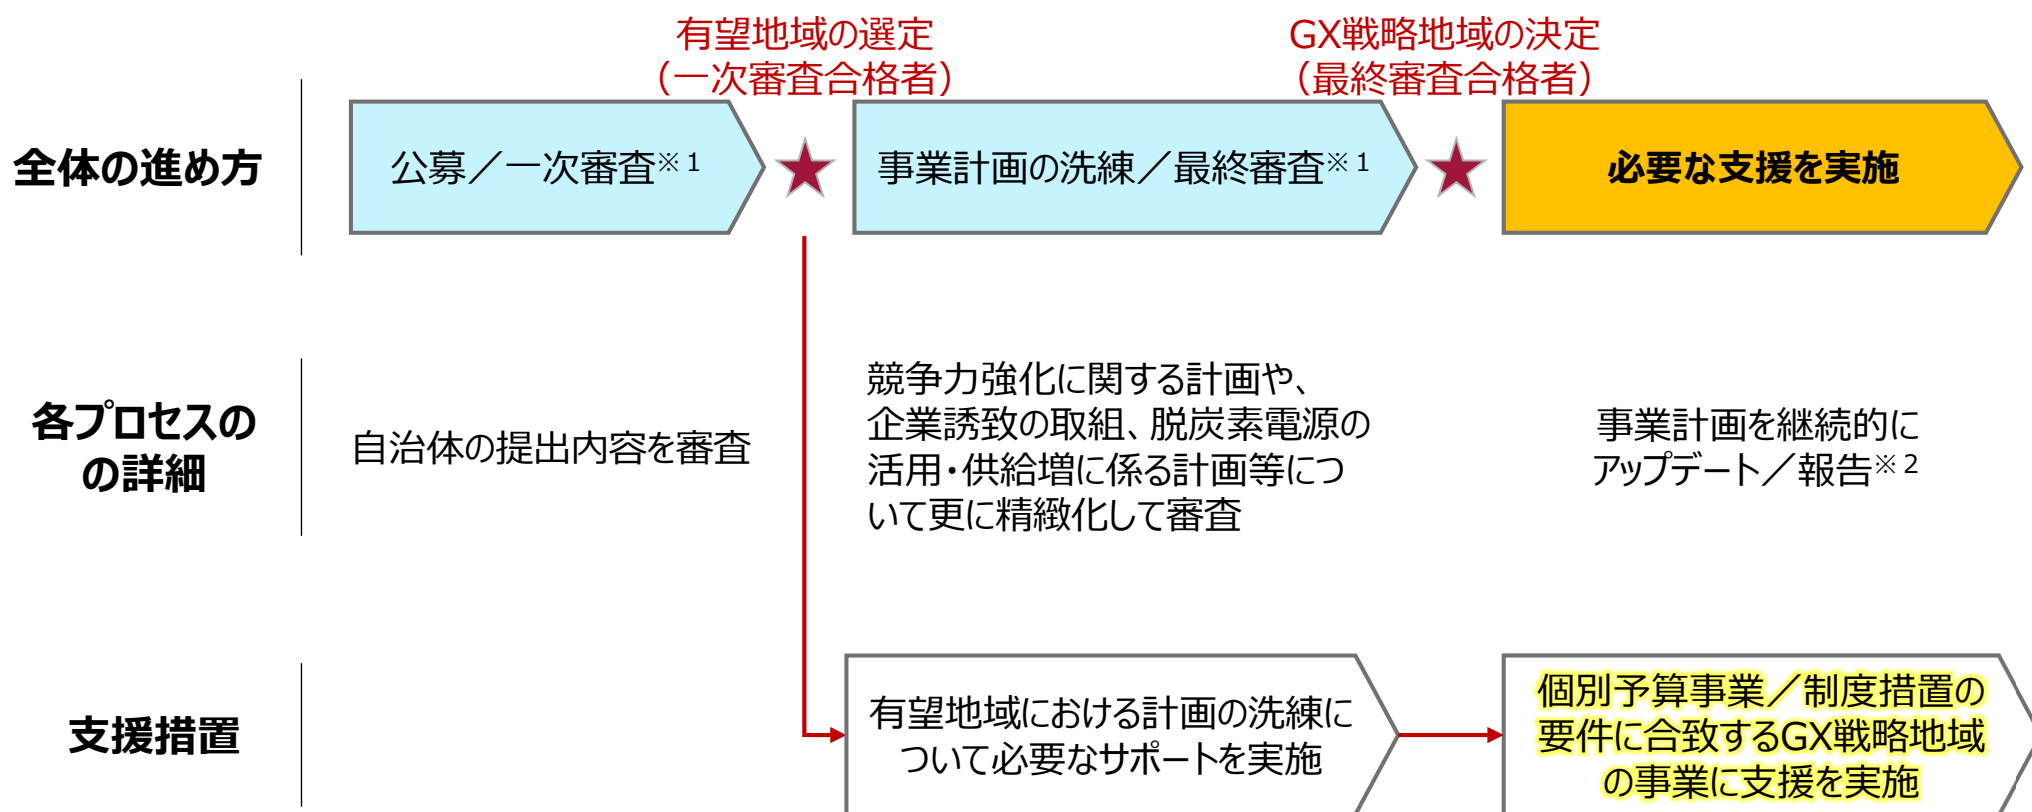 有望地域の選定
（一次審査合格者）
GX戦略地域の決定
（最終審査合格者）
全体の進め方
公募／一次審査※1
事業計画の洗練／最終審査※1
必要な支援を実施
各プロセスの
の詳細
自治体の提出内容を審査
競争力強化に関する計画や、
企業誘致の取組、脱炭素電源の
活用・供給増に係る計画等につ
いて更に精緻化して審査
事業計画を継続的に
アップデート／報告※2
支援措置
有望地域における計画の洗練に
ついて必要なサポートを実施
個別予算事業／制度措置の
要件に合致するGX戦略地域
の事業に支援を実施